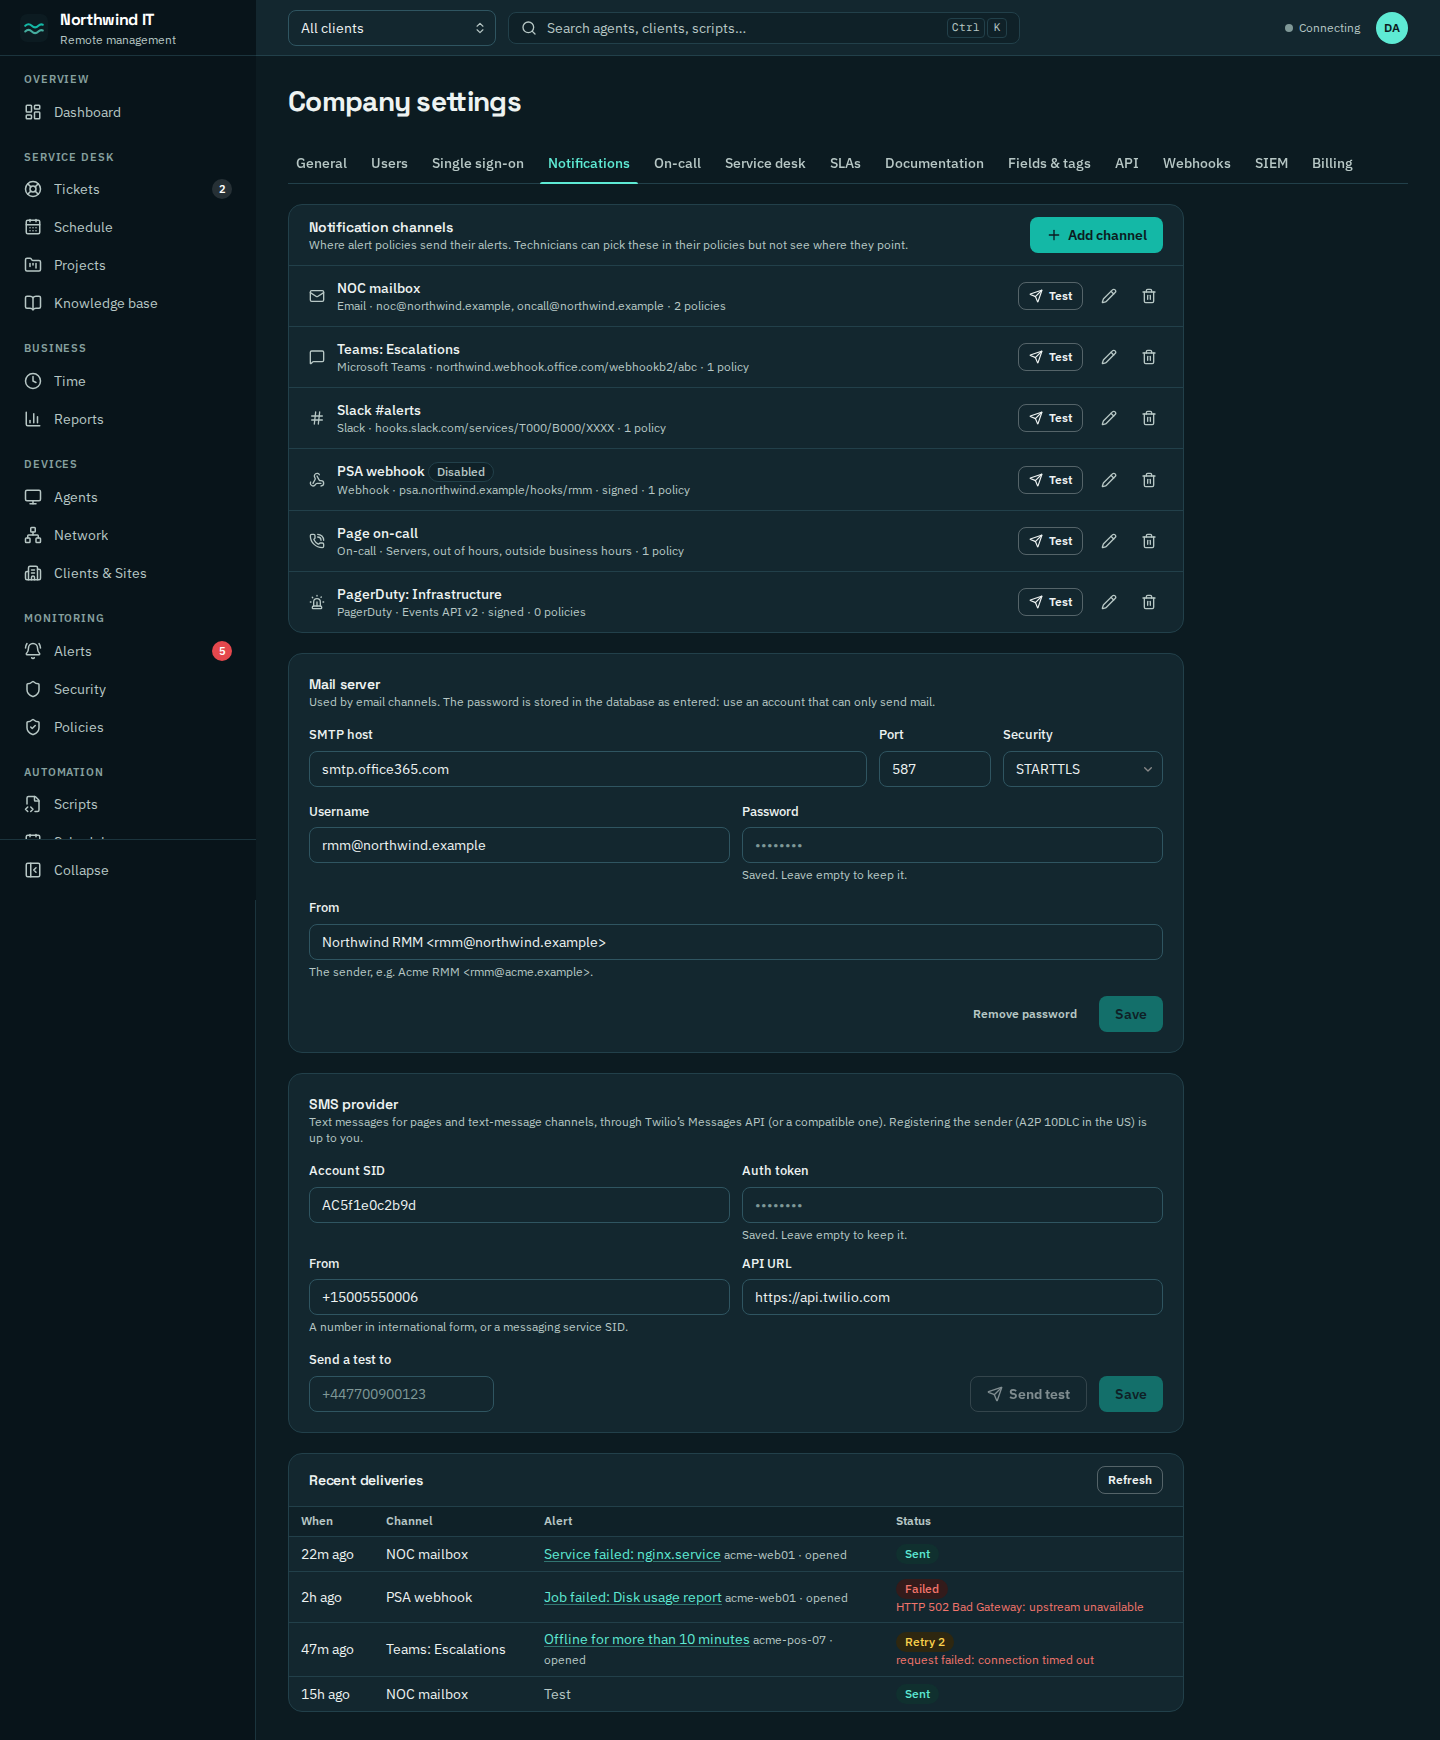 Northwind IT
Remote management
All clients
Search agents, clients, scripts...
Ctrl K
Connecting
DA
OVERVIEW
Dashboard
SERVICE DESK
Tickets 2
Schedule
Projects
Knowledge base
BUSINESS
Time
Reports
DEVICES
Agents
Network
Clients & Sites
MONITORING
Alerts 5
Security
Policies
AUTOMATION
Scripts
Collapse
Company settings
General Users Single sign-on Notifications On-call Service desk SLAs Documentation Fields & tags API Webhooks SIEM Billing
Notification channels
Where alert policies send their alerts. Technicians can pick these in their policies but not see where they point.
Add channel
NOC mailbox
Email · noc@northwind.example, oncall@northwind.example · 2 policies
Test
Teams: Escalations
Microsoft Teams · northwind.webhook.office.com/webhookb2/abc · 1 policy
Test
Slack #alerts
Slack · hooks.slack.com/services/T000/B000/XXXX · 1 policy
Test
PSA webhook Disabled
Webhook · psa.northwind.example/hooks/rmm · signed · 1 policy
Test
Page on-call
On-call · Servers, out of hours, outside business hours · 1 policy
Test
PagerDuty: Infrastructure
PagerDuty · Events API v2 · signed · 0 policies
Test
Mail server
Used by email channels. The password is stored in the database as entered: use an account that can only send mail.
SMTP host Port Security
smtp.office365.com 587 STARTTLS
Username Password
rmm@northwind.example ••••••••
Saved. Leave empty to keep it.
From
Northwind RMM <rmm@northwind.example>
The sender, e.g. Acme RMM <rmm@acme.example>.
Remove password Save
SMS provider
Text messages for pages and text-message channels, through Twilio's Messages API (or a compatible one). Registering the sender (A2P 10DLC in the US) is
up to you.
Account SID Auth token
AC5f1e0c2b9d ••••••••
Saved. Leave empty to keep it.
From API URL
+15005550006 https://api.twilio.com
A number in international form, or a messaging service SID.
Send a test to
+447700900123 Send test Save
Recent deliveries Refresh
When Channel Alert Status
22m ago NOC mailbox Service failed: nginx.service acme-web01 · opened Sent
2h ago PSA webhook Job failed: Disk usage report acme-web01 · opened Failed
HTTP 502 Bad Gateway: upstream unavailable
47m ago Teams: Escalations Offline for more than 10 minutes acme-pos-07 · opened Retry 2
request failed: connection timed out
15h ago NOC mailbox Test Sent